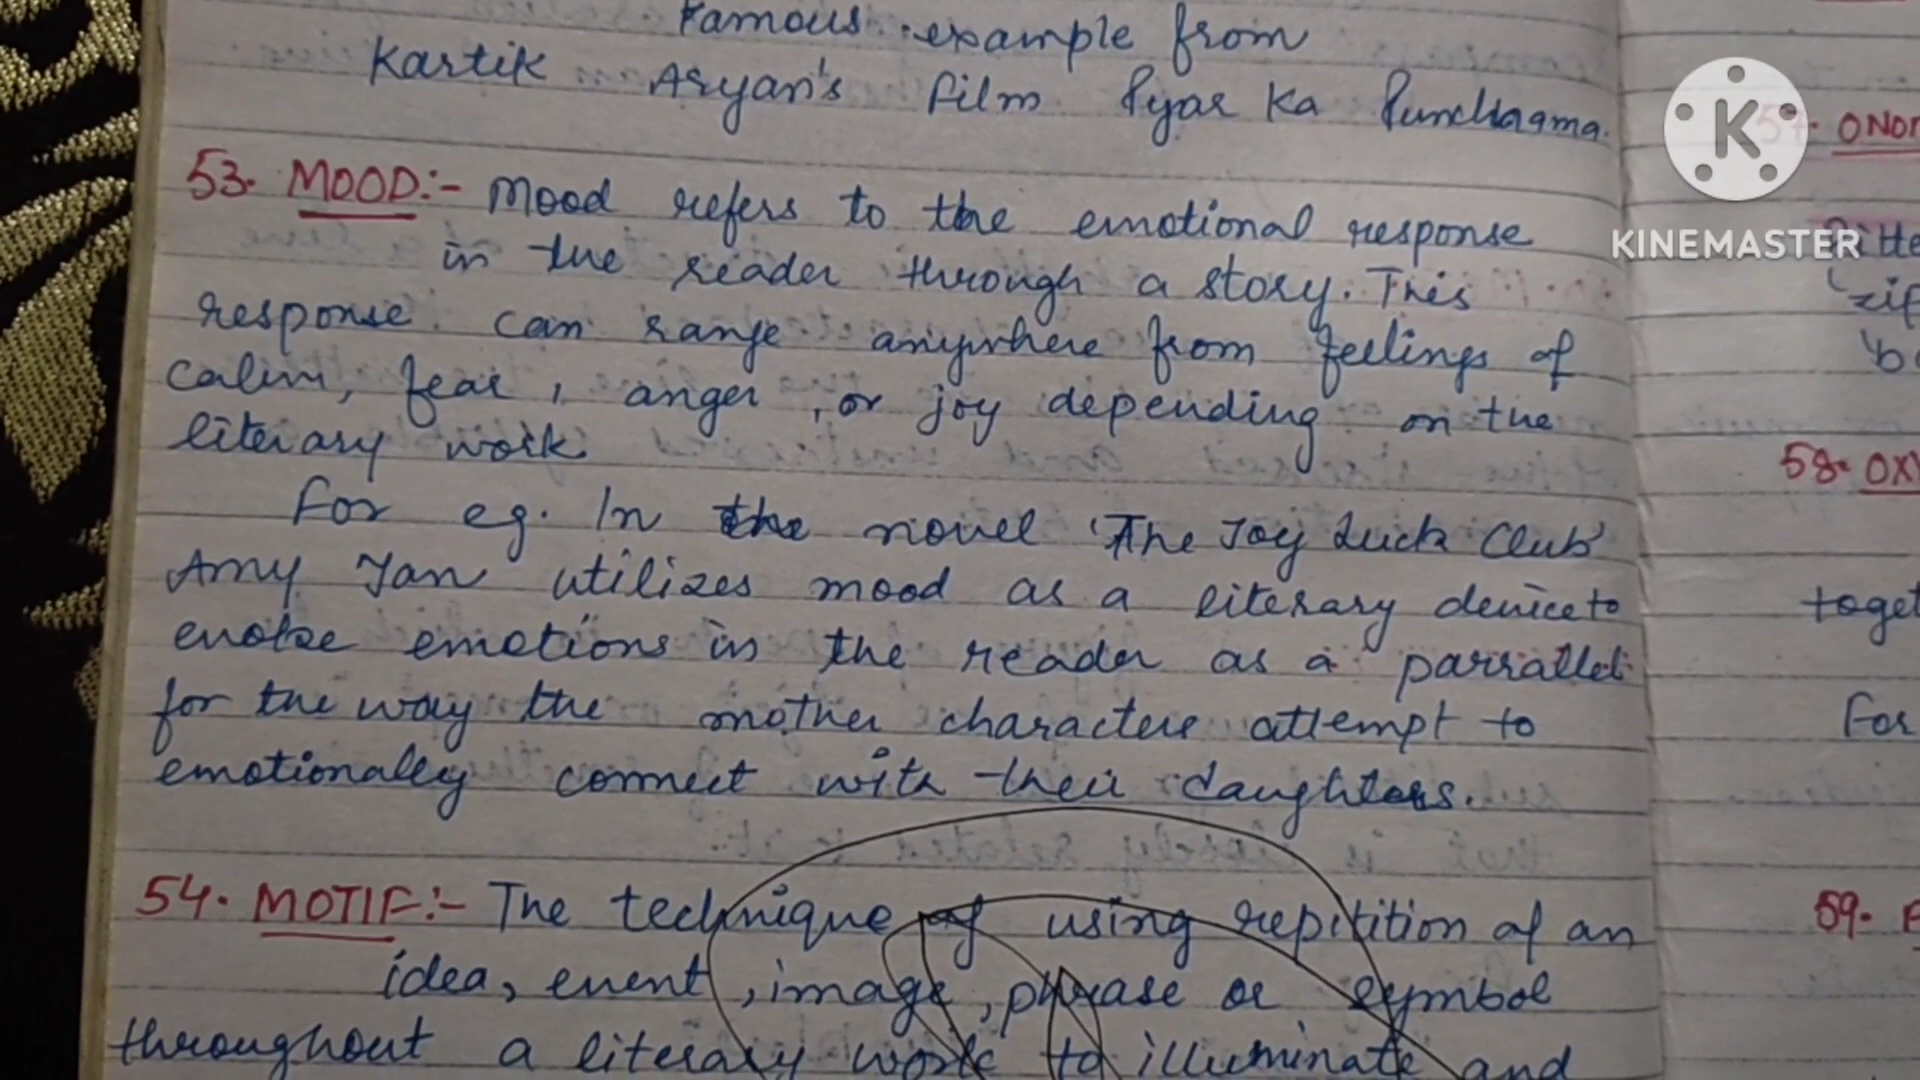 Famous example from
Kartik Aryan's film Pyar Ka Punchnama.
53. MOOD:- Mood refers to the emotional response
in the reader through a story. This
response can range anywhere from feelings of
calm, fear, anger, or joy depending on the
literary work
For eg. In the novel 'The Joy Luck Club'
Amy Tan utilizes mood as a literary device to
evoke emotions in the reader as a parrallel
for the way the mother characters attempt to
emotionally connect with their daughters.
54. MOTIF:- The technique of using repitition of an
idea, event, image, phrase or symbol
throughout a literary work to illuminate and
K
KINEMASTER
58.
toget
For
59.